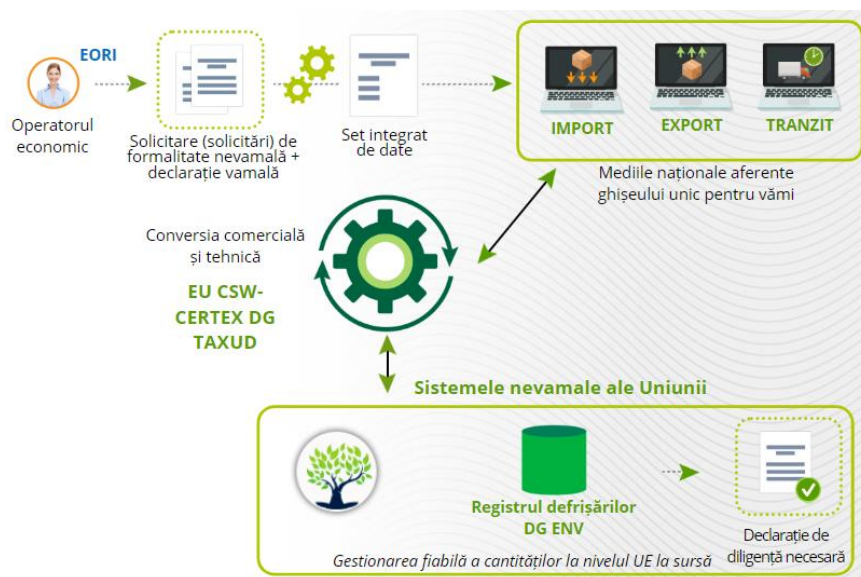 EORI
Operatorul
economic
Solicitare (solicitări) de
formalitate nevamală +
declarație vamală
Set integrat
de date
IMPORT
EXPORT
TRANZIT
Mediile naționale aferente
ghișeului unic pentru vămi
Conversia comercială
și tehnică
EU CSW-
CERTEX DG
TAXUD
Sistemele nevamale ale Uniunii
Registrul defrișărilor
DG ENV
Declarație de
diligență necesară
Gestionarea fiabilă a cantităților la nivelul UE la sursă